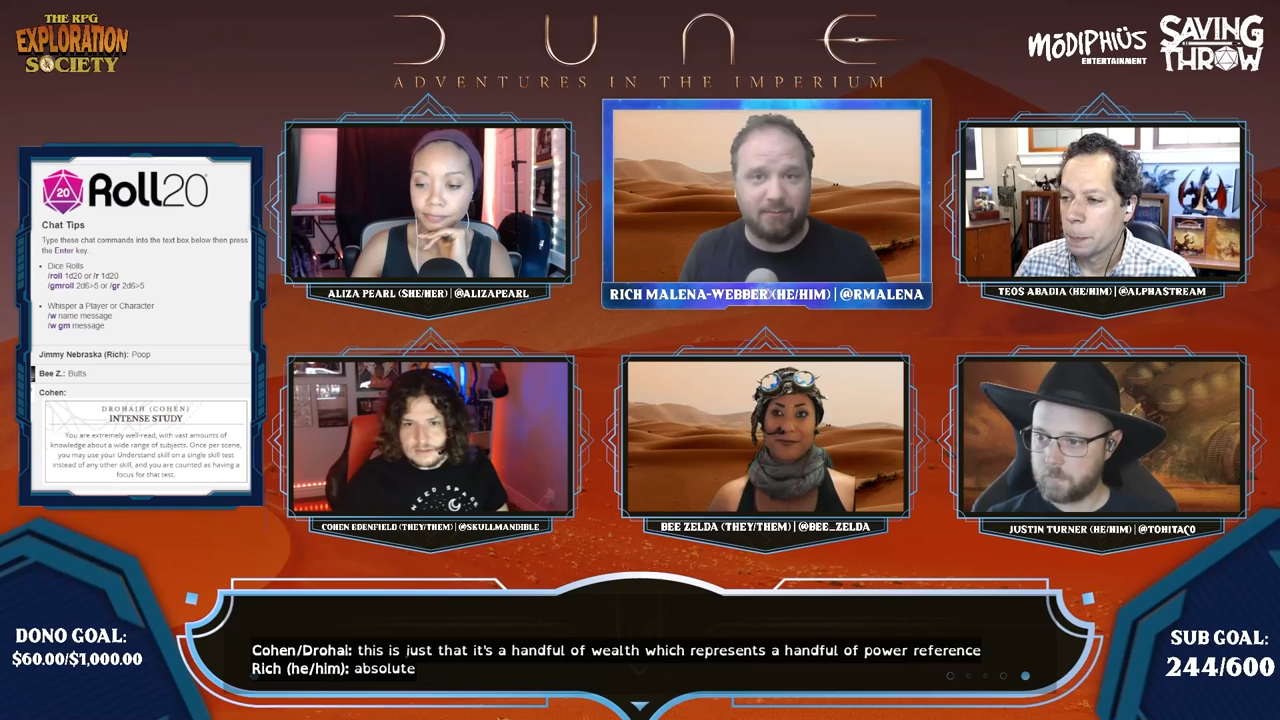 THE RPG
EXPLORATION
SOCIETY
DUNE
ADVENTURES IN THE IMPERIUM
MŌDIPHIÜS
ENTERTAINMENT
SAVING
THROW
20
Roll20
Chat Tips
Type these chat commands into the text box below then press
the Enter key.
Dice Rolls
/roll 1d20 or /r 1d20
/gmroll 2d6>5 or /gr 2d6>5
Whisper a Player or Character
/w name message
/w gm message
Jimmy Nebraska (Rich): Poop
Bee Z.: Butts
Cohen:
DROHAIH (COHEN)
INTENSE STUDY
You are extremely well-read, with vast amounts of
knowledge about a wide range of subjects. Once per scene,
you may use your Understand skill on a single skill test
instead of any other skill, and you are counted as having a
focus for that test.
ALIZA PEARL (SHE/HER) | @ALIZAPEARL
RICH MALENA-WEBBER (HE/HIM) | @RMALENA
TEOS ABADIA (HE/HIM) | @ALPHASTREAM
COHEN EDENFIELD (THEY/THEM) | @SKULLMANDIBLE
BEE ZELDA (THEY/THEM) | @BEE_ZELDA
JUSTIN TURNER (HE/HIM) | @TOHITACO
DONO GOAL:
$60.00/$1,000.00
Cohen/Drohai: this is just that it's a handful of wealth which represents a handful of power reference
Rich (he/him): absolute
SUB GOAL:
244/600